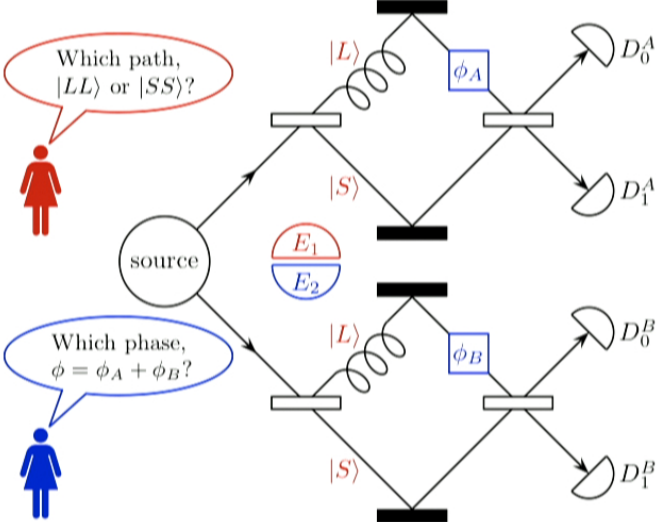 Which path,
|LL⟩ or |SS⟩?
|L⟩
ϕ_A
D_0^A
|S⟩
D_1^A
source
E_1
E_2
Which phase,
ϕ = ϕ_A + ϕ_B?
|L⟩
ϕ_B
D_0^B
|S⟩
D_1^B